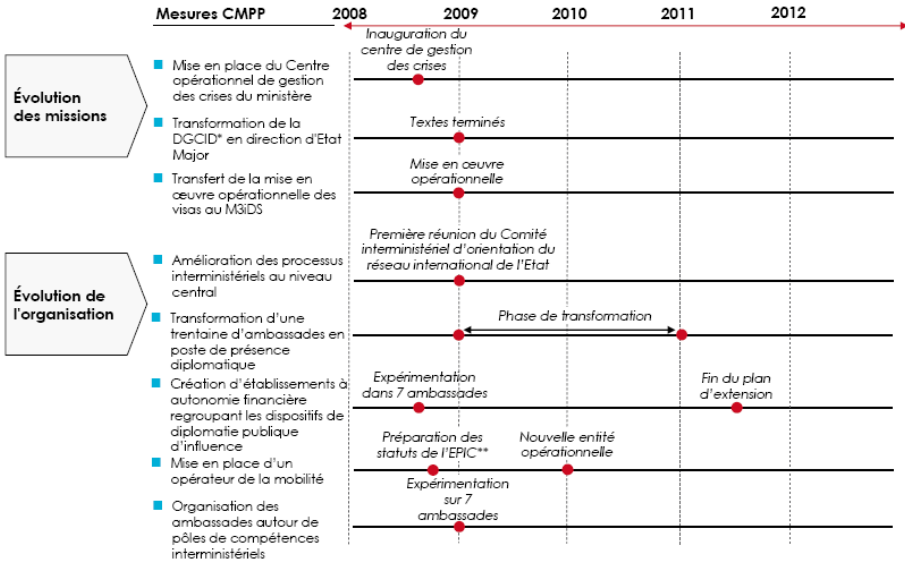 Mesures CMPP 2008 2009 2010 2011 2012
Évolution
des missions
Mise en place du Centre
opérationnel de gestion
des crises du ministère
Inauguration du
centre de gestion
des crises
Transformation de la
DGCID* en direction d'Etat
Major
Textes terminés
Transfert de la mise en
œuvre opérationnelle des
visas au M3iDS
Mise en œuvre
opérationnelle
Évolution de
l'organisation
Amélioration des processus
interministériels au niveau
central
Première réunion du Comité
interministériel d'orientation du
réseau international de l'Etat
Transformation d'une
trentaine d'ambassades en
poste de présence
diplomatique
Phase de transformation
Création d'établissements à
autonomie financière
regroupant les dispositifs de
diplomatie publique
d'influence
Expérimentation
dans 7 ambassades
Fin du plan
d'extension
Mise en place d'un
opérateur de la mobilité
Préparation des
statuts de l'EPIC**
Nouvelle entité
opérationnelle
Organisation des
ambassades autour de
pôles de compétences
interministériels
Expérimentation
sur 7
ambassades